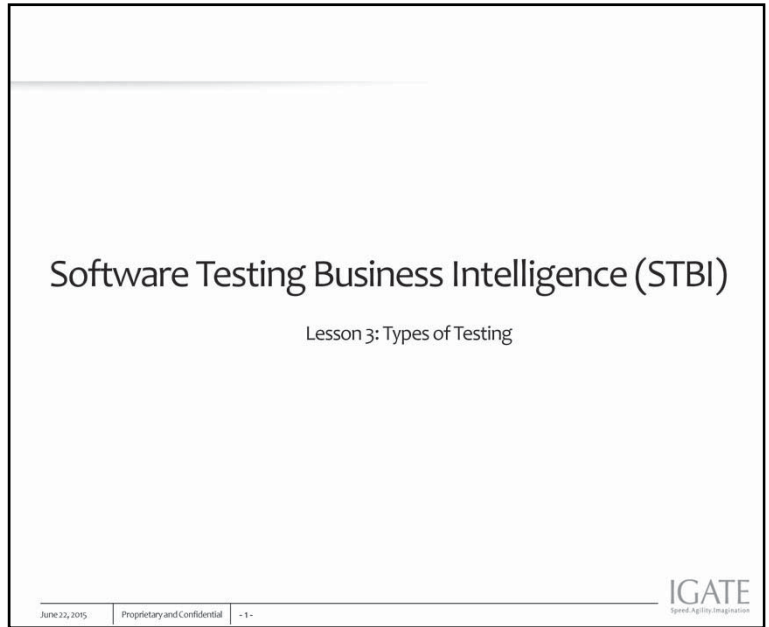 Software Testing Business Intelligence (STBI)
Lesson 3: Types of Testing
June 22, 2015 Proprietary and Confidential - 1 -
IGATE
Speed.Agility.Imagination